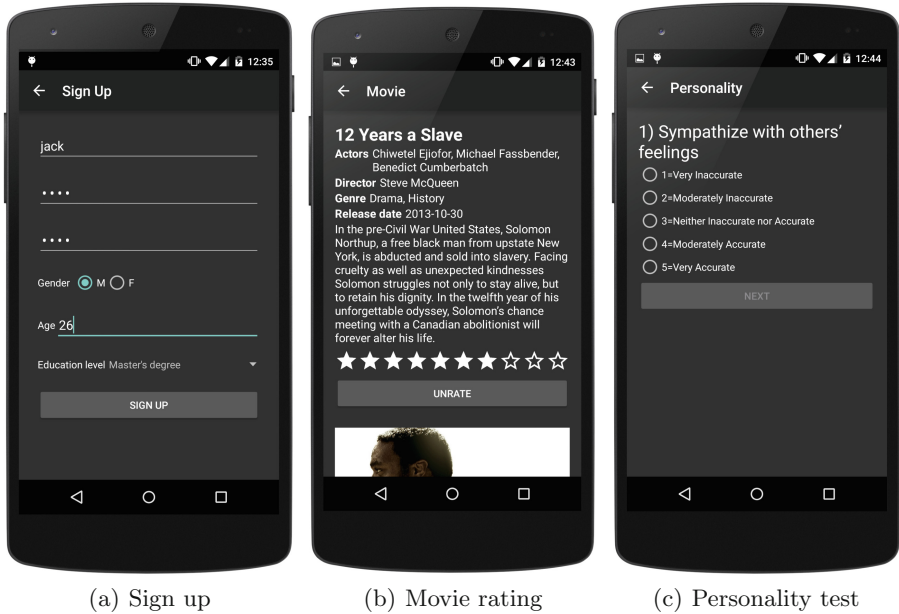 12:35
Sign Up
jack
••••
••••
Gender M F
Age 26
Education level Master's degree
SIGN UP
12:43
Movie
12 Years a Slave
Actors Chiwetel Ejiofor, Michael Fassbender,
Benedict Cumberbatch
Director Steve McQueen
Genre Drama, History
Release date 2013-10-30
In the pre-Civil War United States, Solomon
Northup, a free black man from upstate New
York, is abducted and sold into slavery. Facing
cruelty as well as unexpected kindnesses
Solomon struggles not only to stay alive, but
to retain his dignity. In the twelfth year of his
unforgettable odyssey, Solomon's chance
meeting with a Canadian abolitionist will
forever alter his life.
UNRATE
12:44
Personality
1) Sympathize with others'
feelings
1=Very Inaccurate
2=Moderately Inaccurate
3=Neither Inaccurate nor Accurate
4=Moderately Accurate
5=Very Accurate
NEXT
(a) Sign up
(b) Movie rating
(c) Personality test